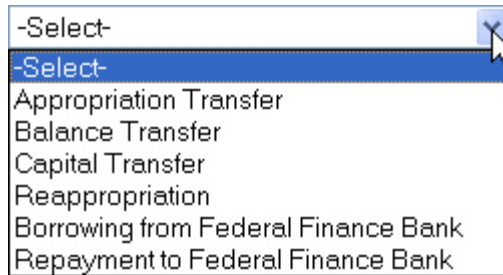 -Select-
-Select-
Appropriation Transfer
Balance Transfer
Capital Transfer
Reappropriation
Borrowing from Federal Finance Bank
Repayment to Federal Finance Bank